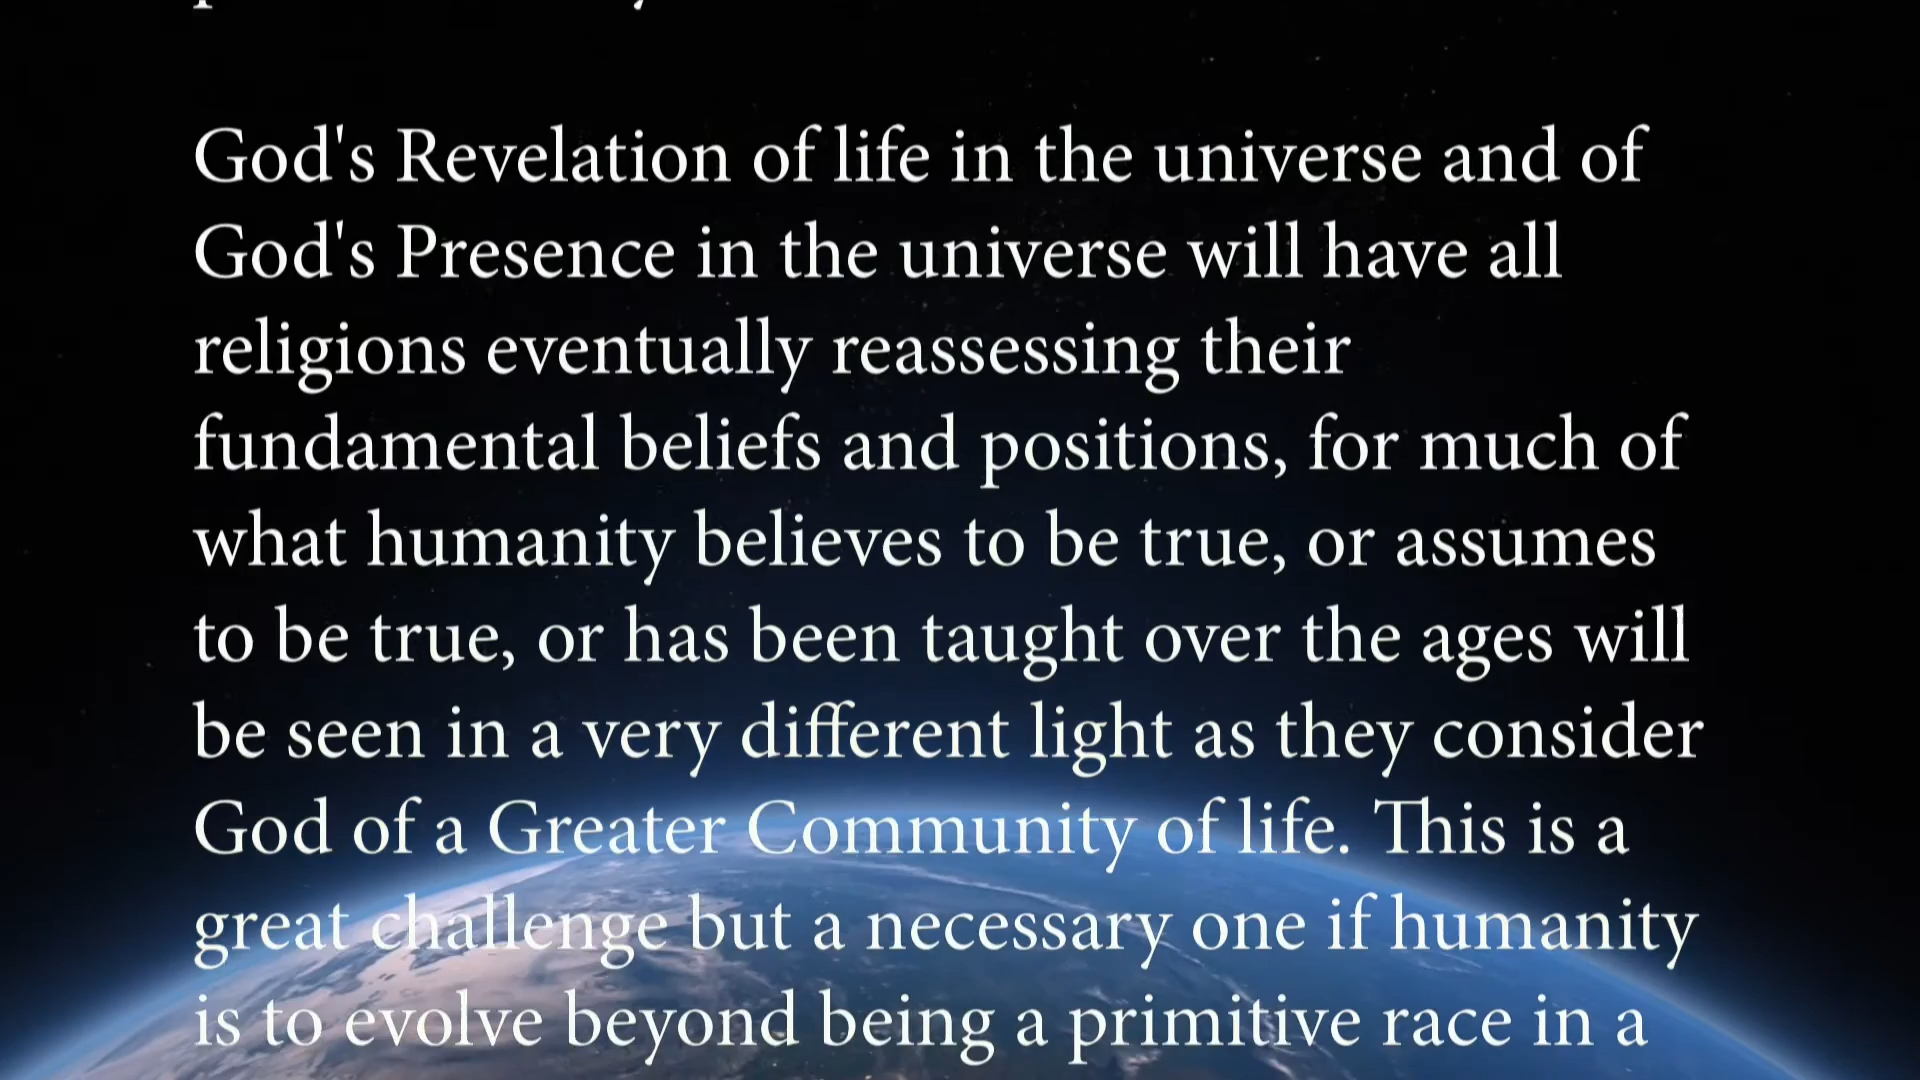 God's Revelation of life in the universe and of
God's Presence in the universe will have all
religions eventually reassessing their
fundamental beliefs and positions, for much of
what humanity believes to be true, or assumes
to be true, or has been taught over the ages will
be seen in a very different light as they consider
God of a Greater Community of life. This is a
great challenge but a necessary one if humanity
is to evolve beyond being a primitive race in a